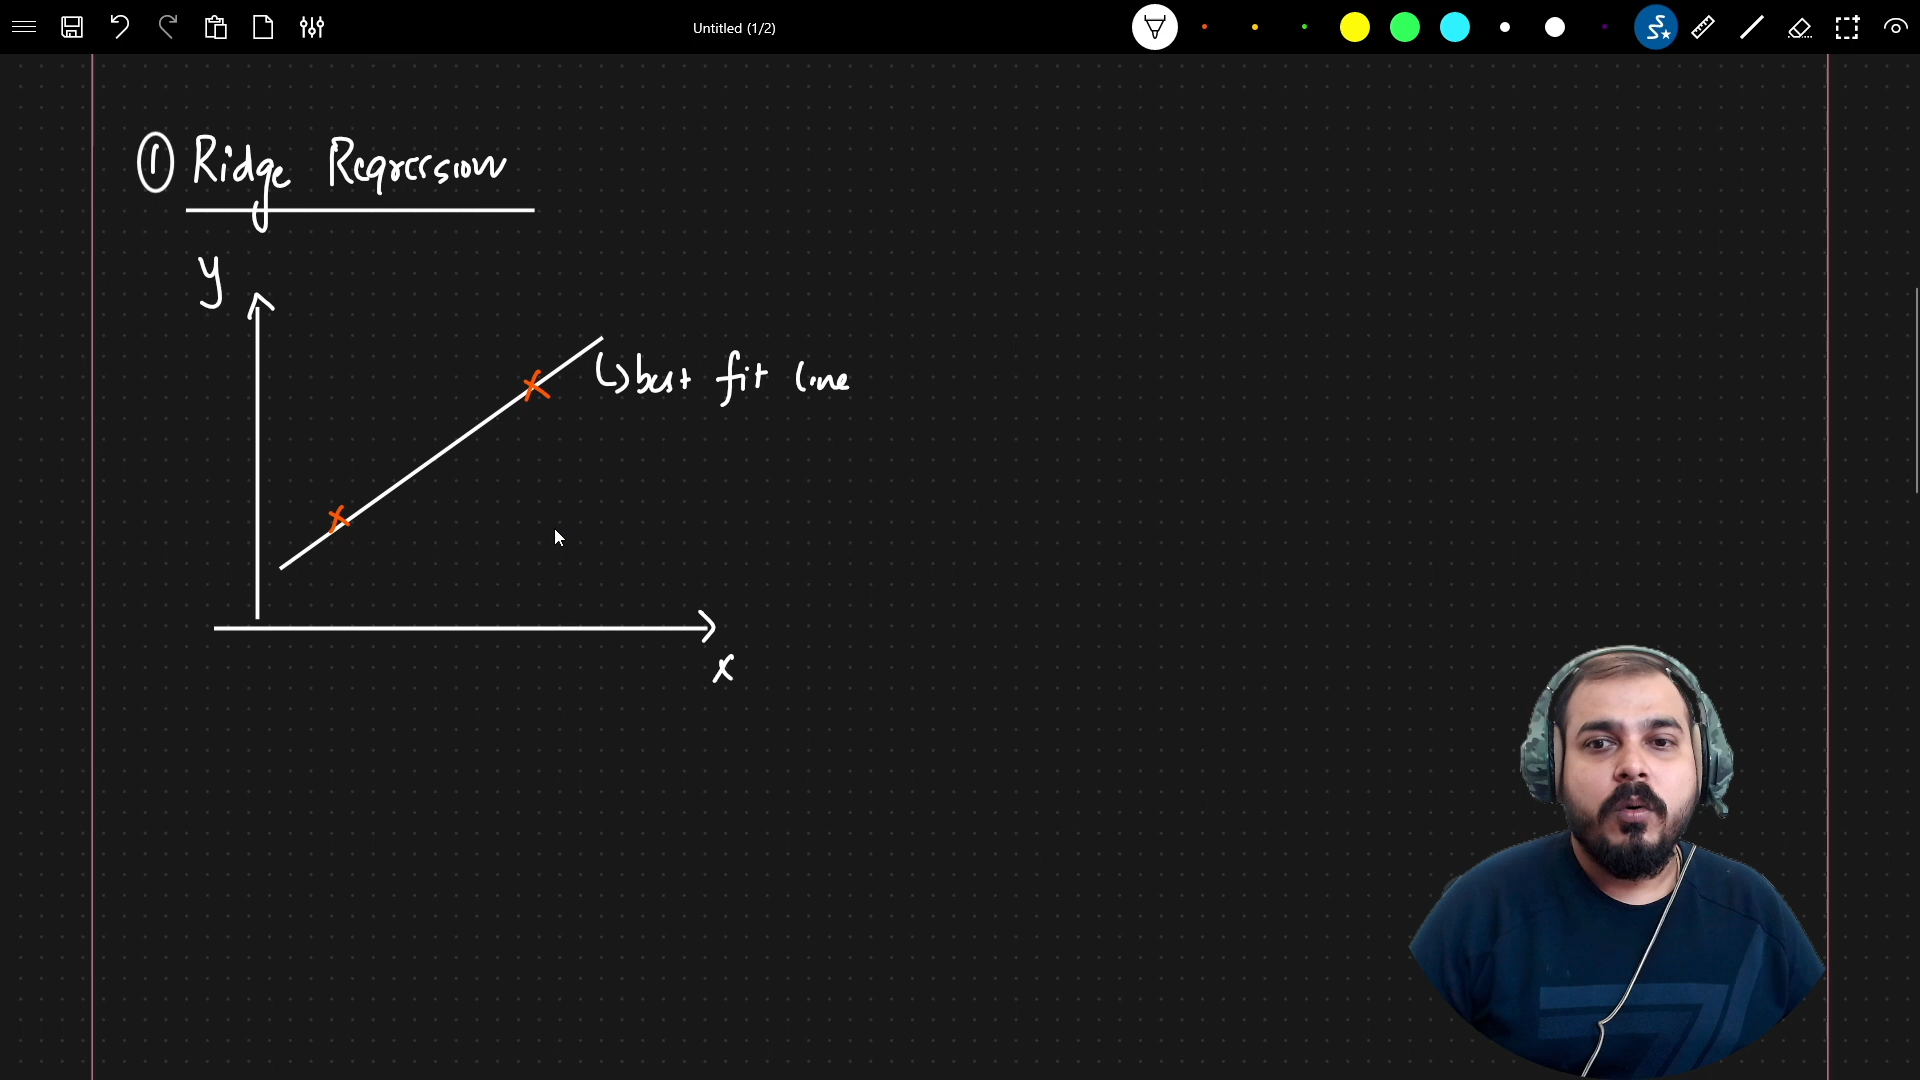 Untitled (1/2)
① Ridge Regression
y
best fit line
x